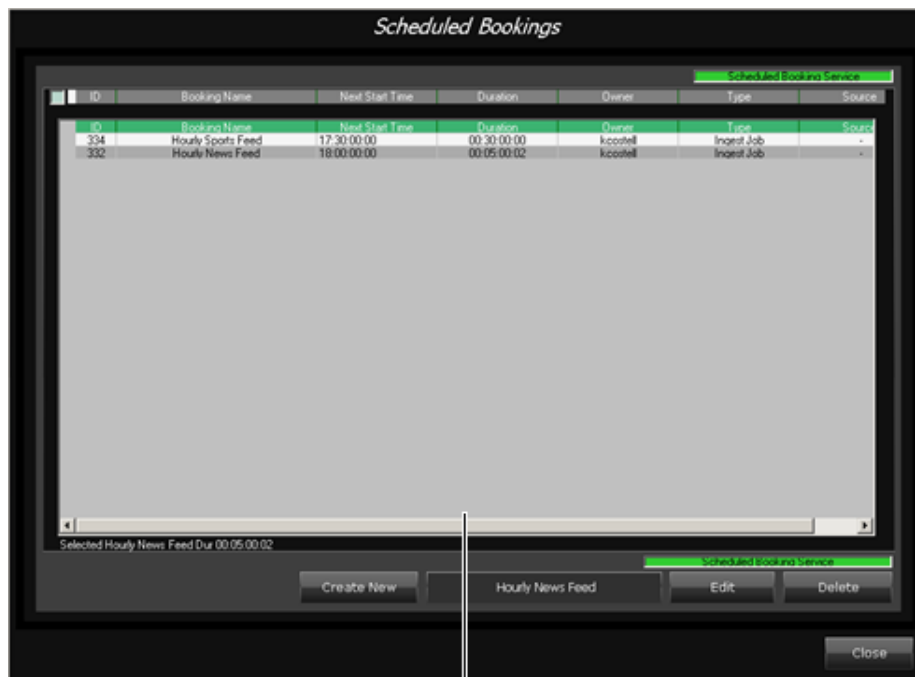 Scheduled Bookings
Scheduled Booking Service
ID Booking Name Next Start Time Duration Owner Type Source
ID Booking Name Next Start Time Duration Owner Type Sourc
334 Hourly Sports Feed 17:30:00:00 00:30:00:00 kcostell Ingest Job -
332 Hourly News Feed 18:00:00:00 00:05:00:02 kcostell Ingest Job -
Selected Hourly News Feed Dur 00:05:00:02
Scheduled Booking Service
Create New Hourly News Feed Edit Delete
Close